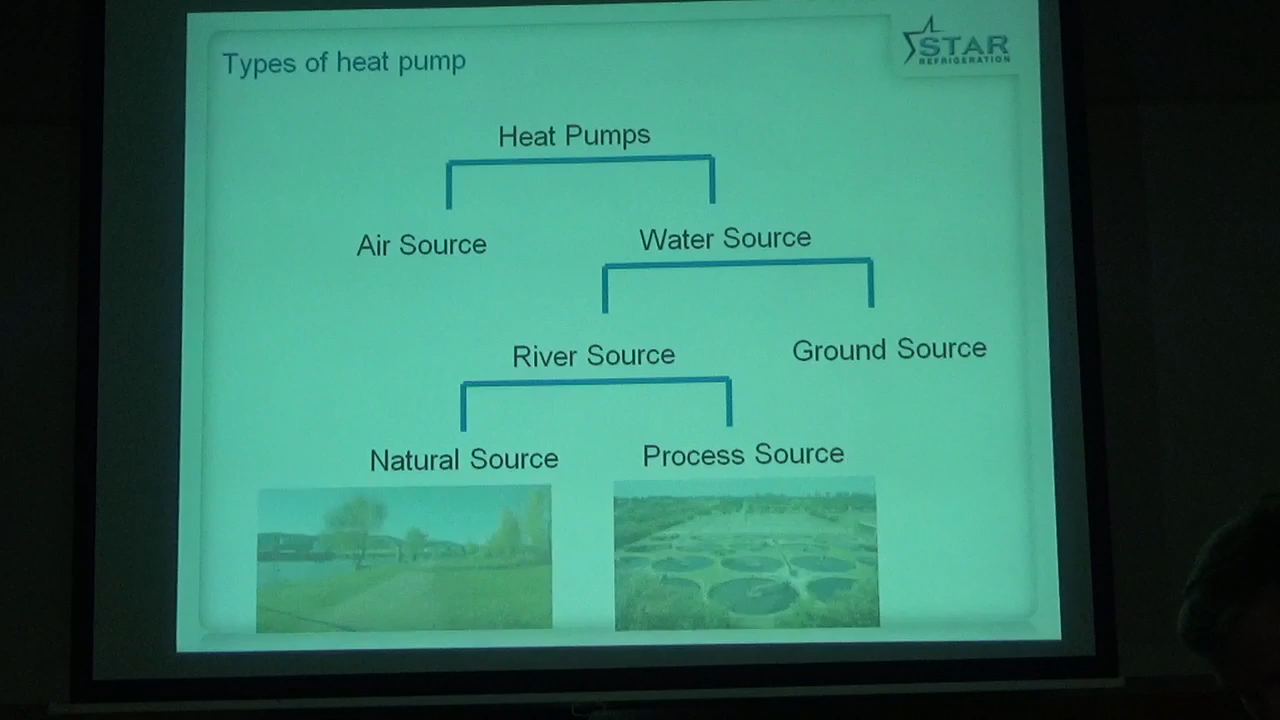 Types of heat pump
STAR
REFRIGERATION
Heat Pumps
Air Source
Water Source
River Source
Ground Source
Natural Source
Process Source